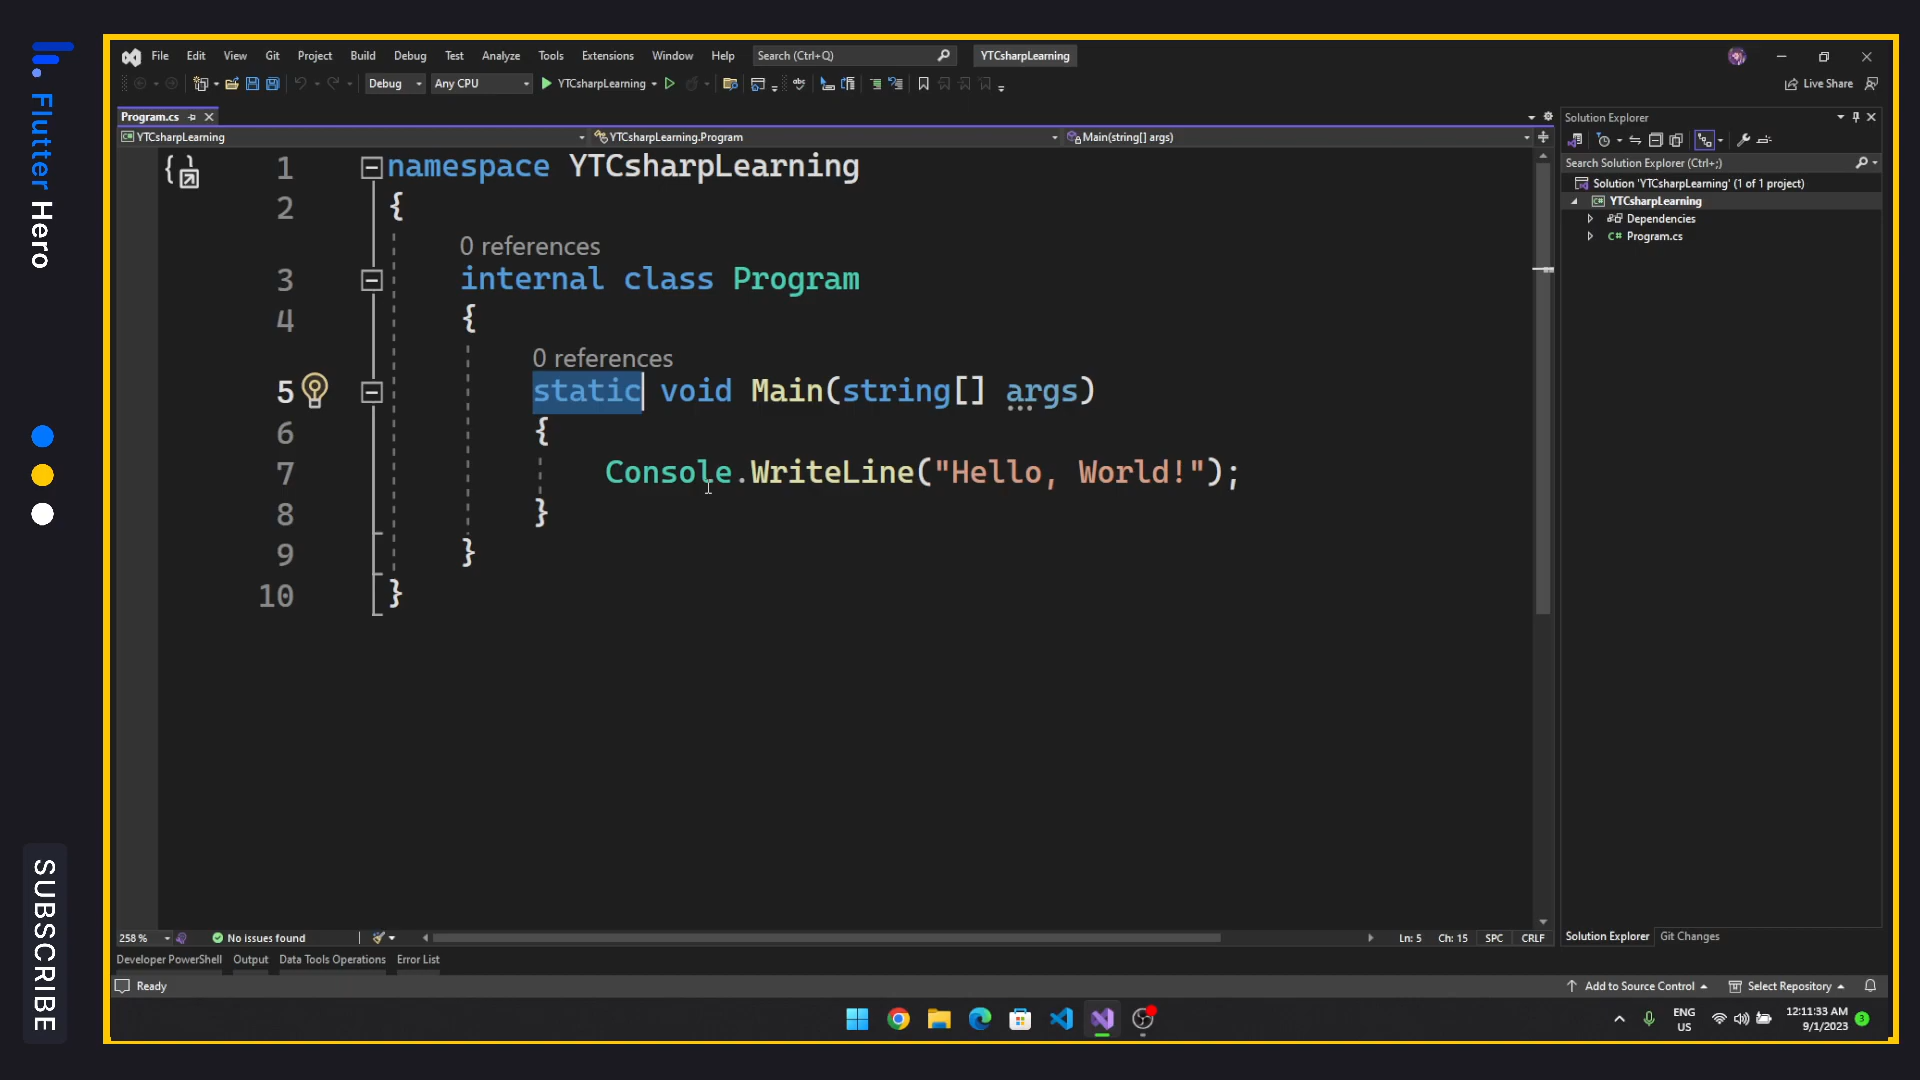 Flutter Hero
SUBSCRIBE
File Edit View Git Project Build Debug Test Analyze Tools Extensions Window Help Search (Ctrl+Q) YTCsharpLearning
Debug Any CPU YTCsharpLearning Live Share
Program.cs
YTCsharpLearning YTCsharpLearning.Program Main(string[] args)
1 namespace YTCsharpLearning
2 {
0 references
3 internal class Program
4 {
0 references
5 static void Main(string[] args)
6 {
7 Console.WriteLine("Hello, World!");
8 }
9 }
10 }
Solution Explorer
Search Solution Explorer (Ctrl+;)
Solution 'YTCsharpLearning' (1 of 1 project)
YTCsharpLearning
Dependencies
C# Program.cs
258 % No issues found Ln: 5 Ch: 15 SPC CRLF
Solution Explorer Git Changes
Developer PowerShell Output Data Tools Operations Error List
Ready Add to Source Control Select Repository
ENG
US
12:11:33 AM
9/1/2023
3